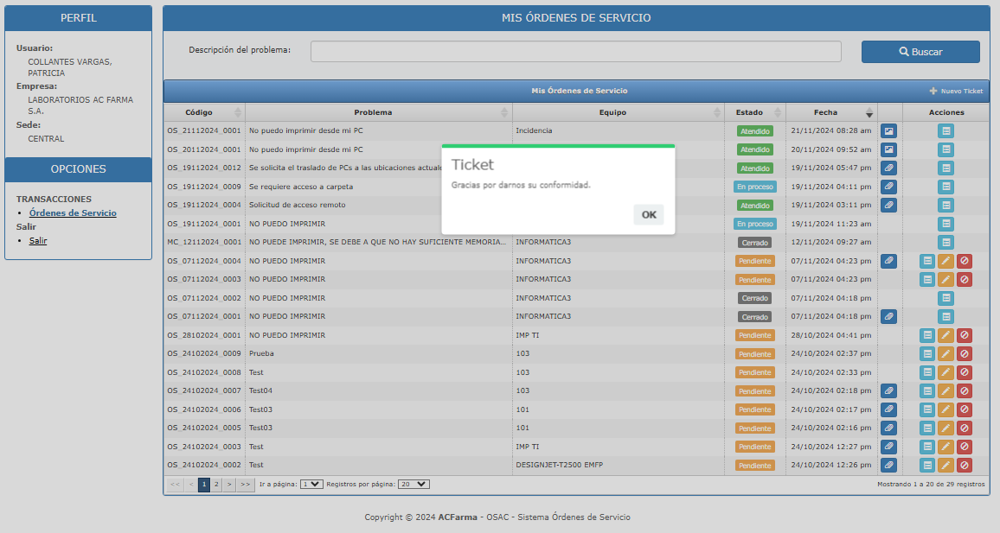 PERFIL
Usuario:
COLLANTES VARGAS,
PATRICIA
Empresa:
LABORATORIOS AC FARMA
S.A.
Sede:
CENTRAL
OPCIONES
TRANSACCIONES
Órdenes de Servicio
Salir
Salir
MIS ÓRDENES DE SERVICIO
Descripción del problema:
Buscar
Mis Órdenes de Servicio
Nuevo Ticket
Código Problema Equipo Estado Fecha Acciones
OS_21112024_0001 No puedo imprimir desde mi PC Incidencia Atendido 21/11/2024 08:28 am
OS_20112024_0001 No puedo imprimir desde mi PC Atendido 20/11/2024 09:52 am
OS_19112024_0012 Se solicita el traslado de PCs a las ubicaciones Atendido 19/11/2024 05:47 pm
OS_19112024_0009 Se requiere acceso a carpeta En proceso 19/11/2024 04:11 pm
OS_19112024_0004 Solicitud de acceso remoto Atendido 19/11/2024 03:11 pm
OS_19112024_0001 NO PUEDO IMPRIMIR En proceso 19/11/2024 11:23 am
MC_12112024_0001 NO PUEDE IMPRIMIR, SE DEBE A QUE NO HAY SUFICIENTE MEMORIA... INFORMATICA3 Cerrado 12/11/2024 09:27 am
OS_07112024_0004 NO PUEDO IMPRIMIR INFORMATICA3 Pendiente 07/11/2024 04:23 pm
OS_07112024_0003 NO PUEDO IMPRIMIR INFORMATICA3 Pendiente 07/11/2024 04:23 pm
OS_07112024_0002 NO PUEDO IMPRIMIR INFORMATICA3 Cerrado 07/11/2024 04:18 pm
OS_07112024_0001 NO PUEDO IMPRIMIR INFORMATICA3 Cerrado 07/11/2024 04:18 pm
OS_28102024_0001 NO PUEDO IMPRIMIR IMP TI Pendiente 28/10/2024 04:41 pm
OS_24102024_0009 Prueba 103 Pendiente 24/10/2024 02:37 pm
OS_24102024_0008 Test 103 Pendiente 24/10/2024 02:33 pm
OS_24102024_0007 Test04 103 Pendiente 24/10/2024 02:18 pm
OS_24102024_0006 Test03 101 Pendiente 24/10/2024 02:17 pm
OS_24102024_0005 Test03 101 Pendiente 24/10/2024 02:16 pm
OS_24102024_0003 Test IMP TI Pendiente 24/10/2024 12:27 pm
OS_24102024_0002 Test DESIGNJET-T2500 EMFP Pendiente 24/10/2024 12:26 pm
<< < 1 2 > >> Ir a página: 1 Registros por página: 20 Mostrando 1 a 20 de 29 registros
Ticket
Gracias por darnos su conformidad.
OK
Copyright © 2024 ACFarma - OSAC - Sistema Órdenes de Servicio